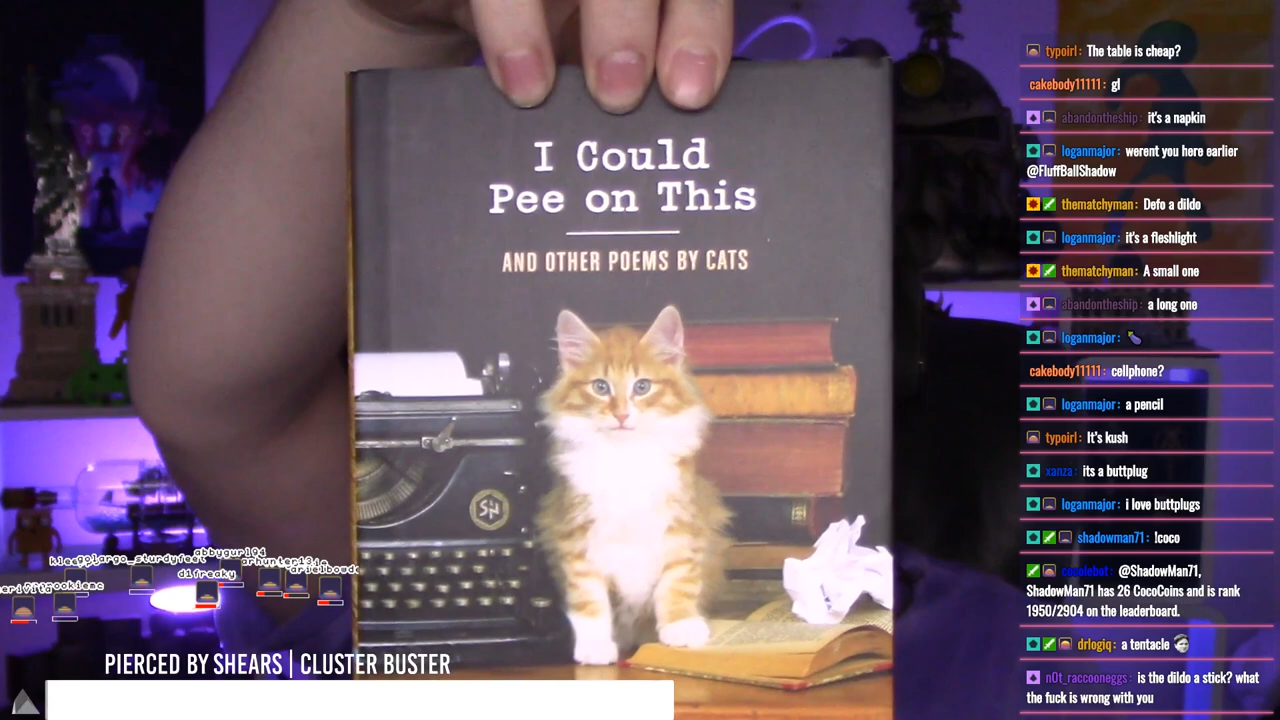 I Could
Pee on This
AND OTHER POEMS BY CATS
typoirl: The table is cheap?
cakebody11111: gl
abandontheship: it's a napkin
loganmajor: werent you here earlier
@FluffBallShadow
thematchyman: Defo a dildo
loganmajor: it's a fleshlight
thematchyman: A small one
abandontheship: a long one
loganmajor:
cakebody11111: cellphone?
loganmajor: a pencil
typoirl: It's kush
xanza: its a buttplug
loganmajor: i love buttplugs
shadowman71: !coco
cocolebot: @ShadowMan71,
ShadowMan71 has 26 CocoCoins and is rank
1950/2904 on the leaderboard.
drlogiq: a tentacle
n0t_raccooneggs: is the dildo a stick? what
the fuck is wrong with you
abbygurl94
d1freaky
PIERCED BY SHEARS | CLUSTER BUSTER